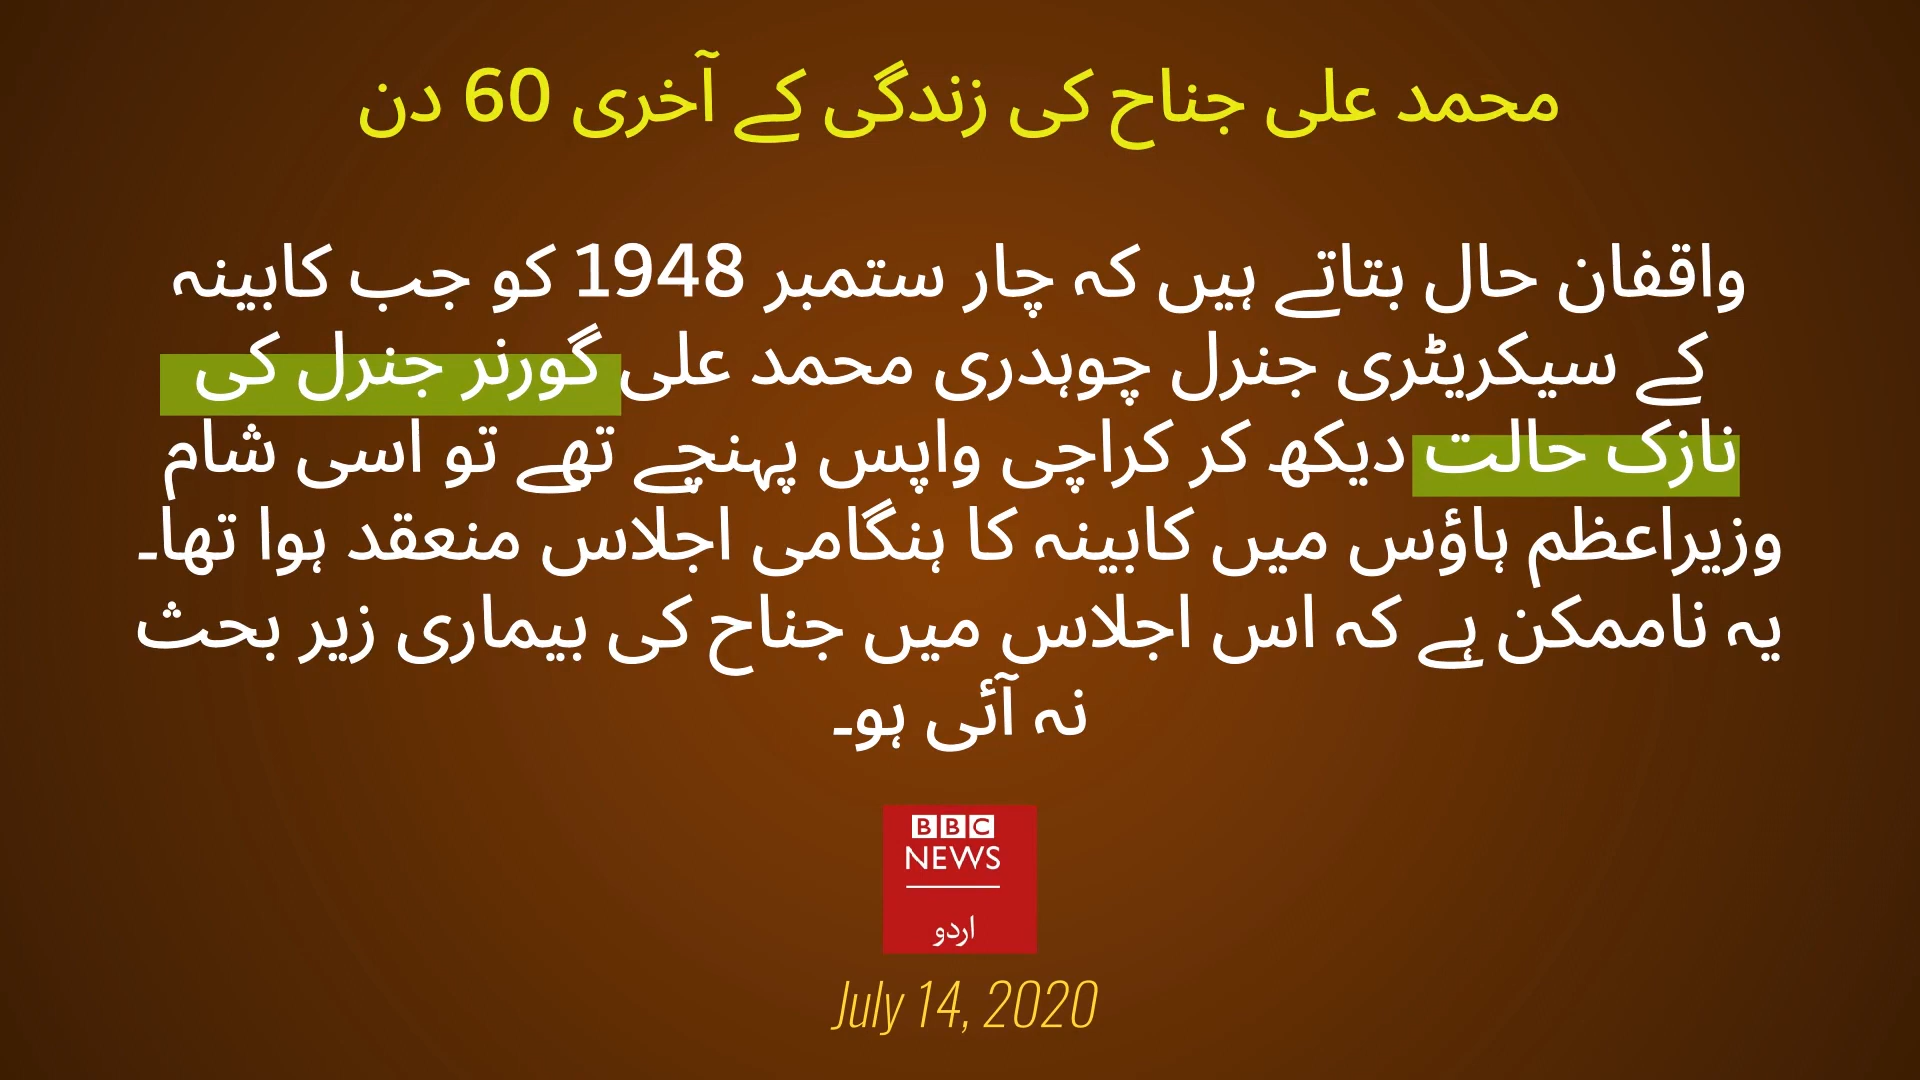 محمد علی جناح کی زندگی کے آخری 60 دن
واقفان حال بتاتے ہیں کہ چار ستمبر 1948 کو جب کابینہ
کے سیکریٹری جنرل چوہدری محمد علی گورنر جنرل کی
نازک حالت دیکھ کر کراچی واپس پہنچے تھے تو اسی شام
وزیراعظم ہاؤس میں کابینہ کا ہنگامی اجلاس منعقد ہوا تھا۔
یہ ناممکن ہے کہ اس اجلاس میں جناح کی بیماری زیر بحث
نہ آئی ہو۔
BBC
NEWS
اردو
July 14, 2020